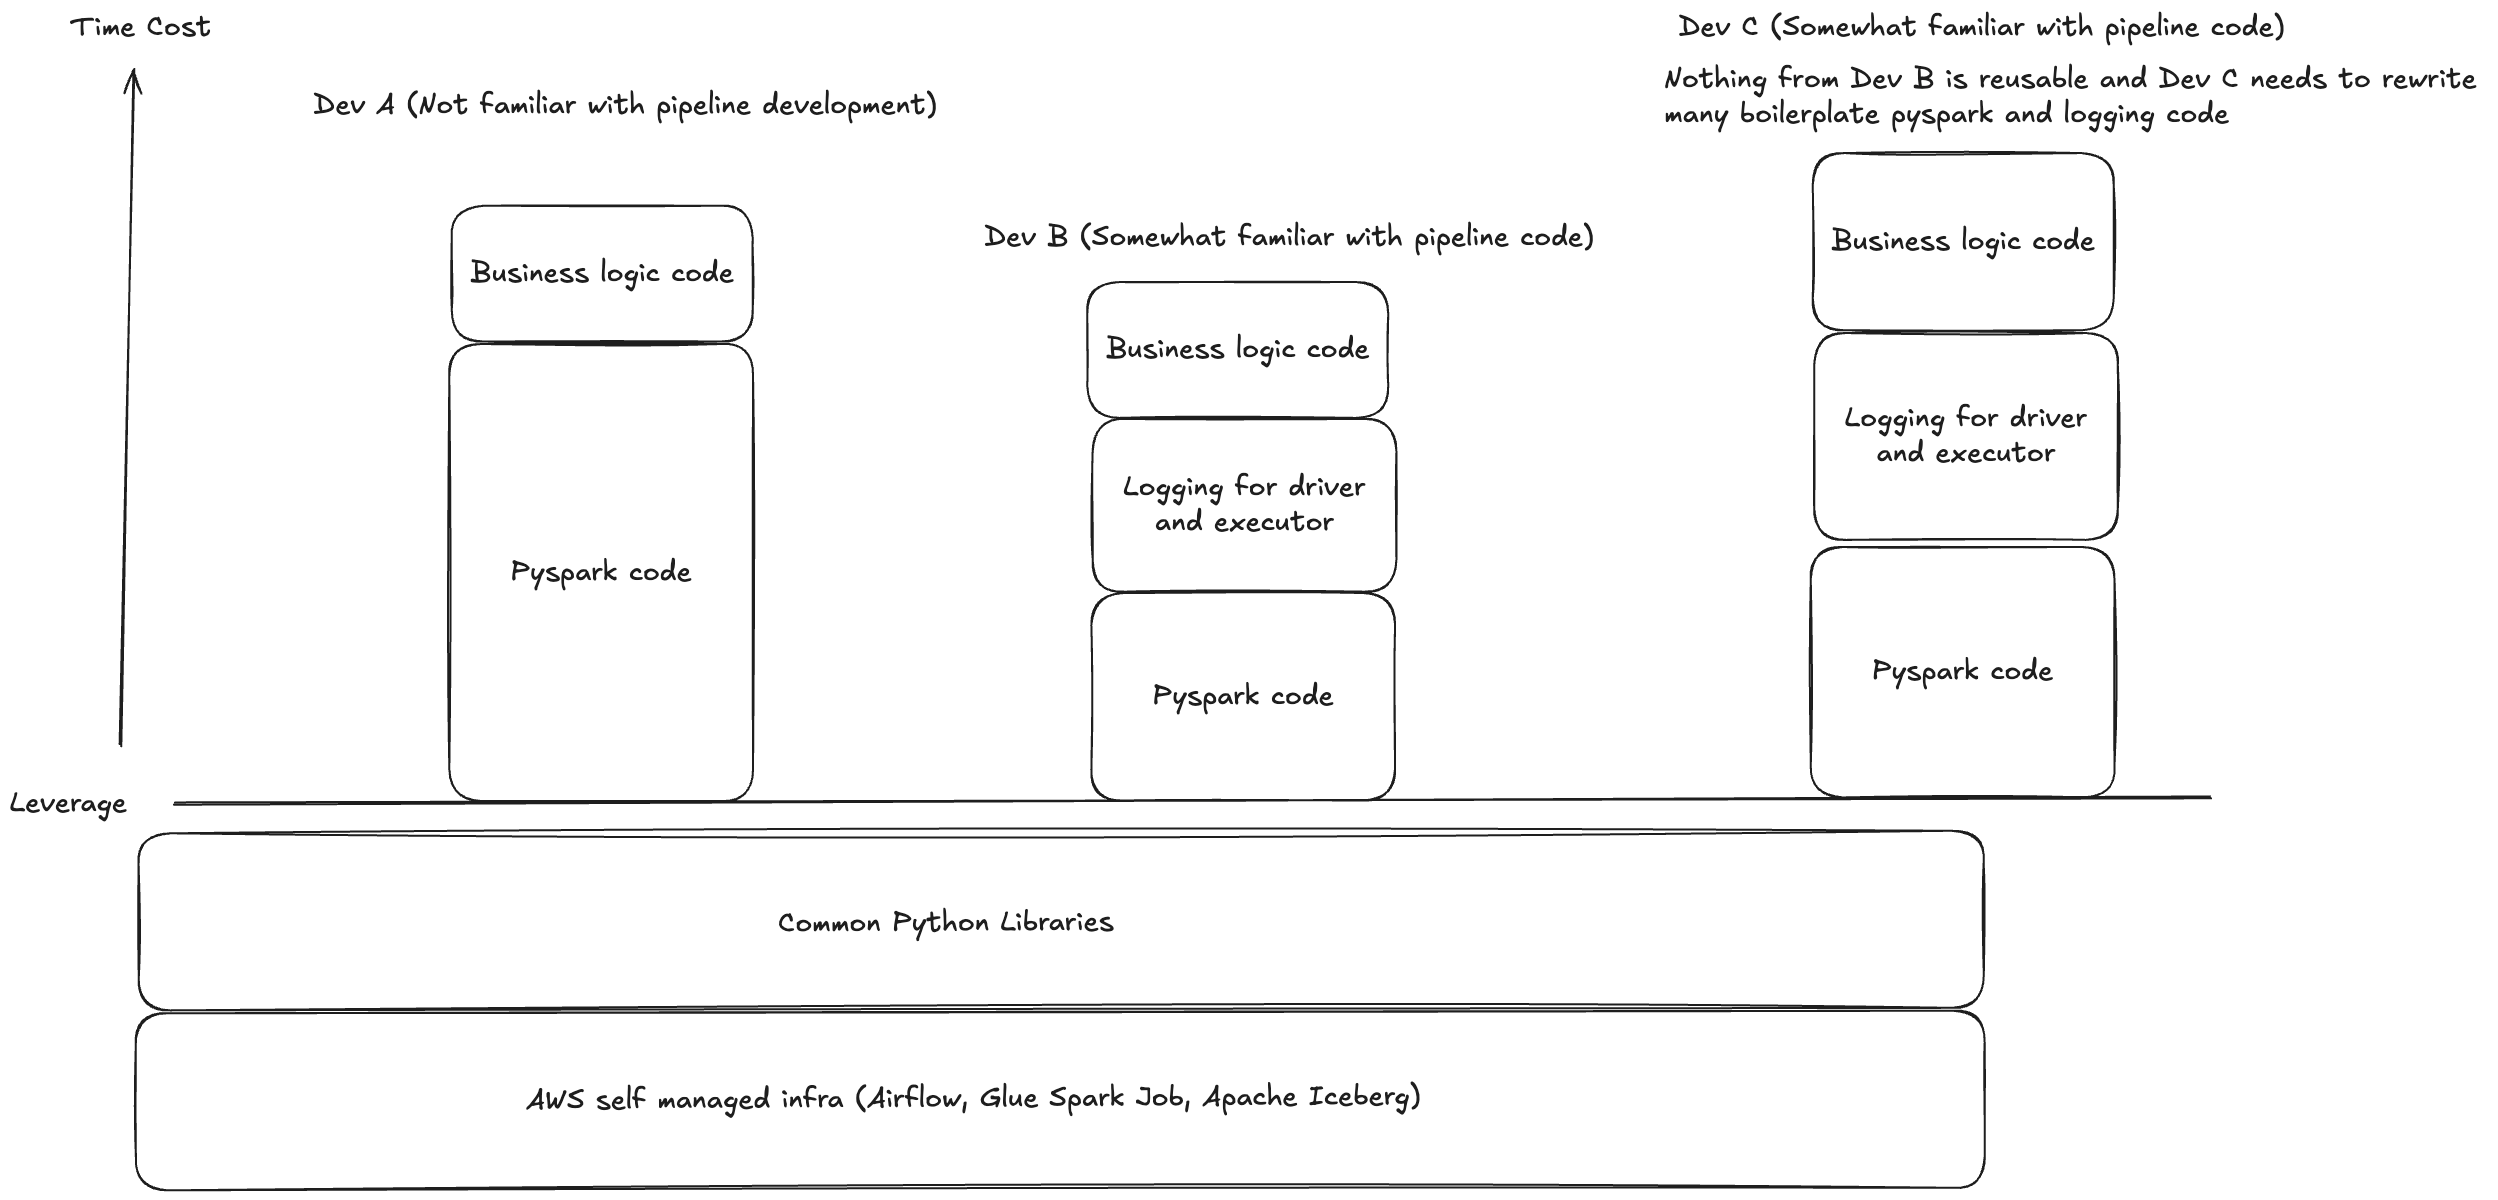 Time Cost
Dev A (Not familiar with pipeline development)
Business logic code
Pyspark code
Dev B (Somewhat familiar with pipeline code)
Business logic code
Logging for driver
and executor
Pyspark code
Dev C (Somewhat familiar with pipeline code)
Nothing from Dev B is reusable and Dev C needs to rewrite
many boilerplate pyspark and logging code
Business logic code
Logging for driver
and executor
Pyspark code
Leverage
Common Python Libraries
AWS self managed infra (Airflow, Glue Spark Job, Apache Iceberg)